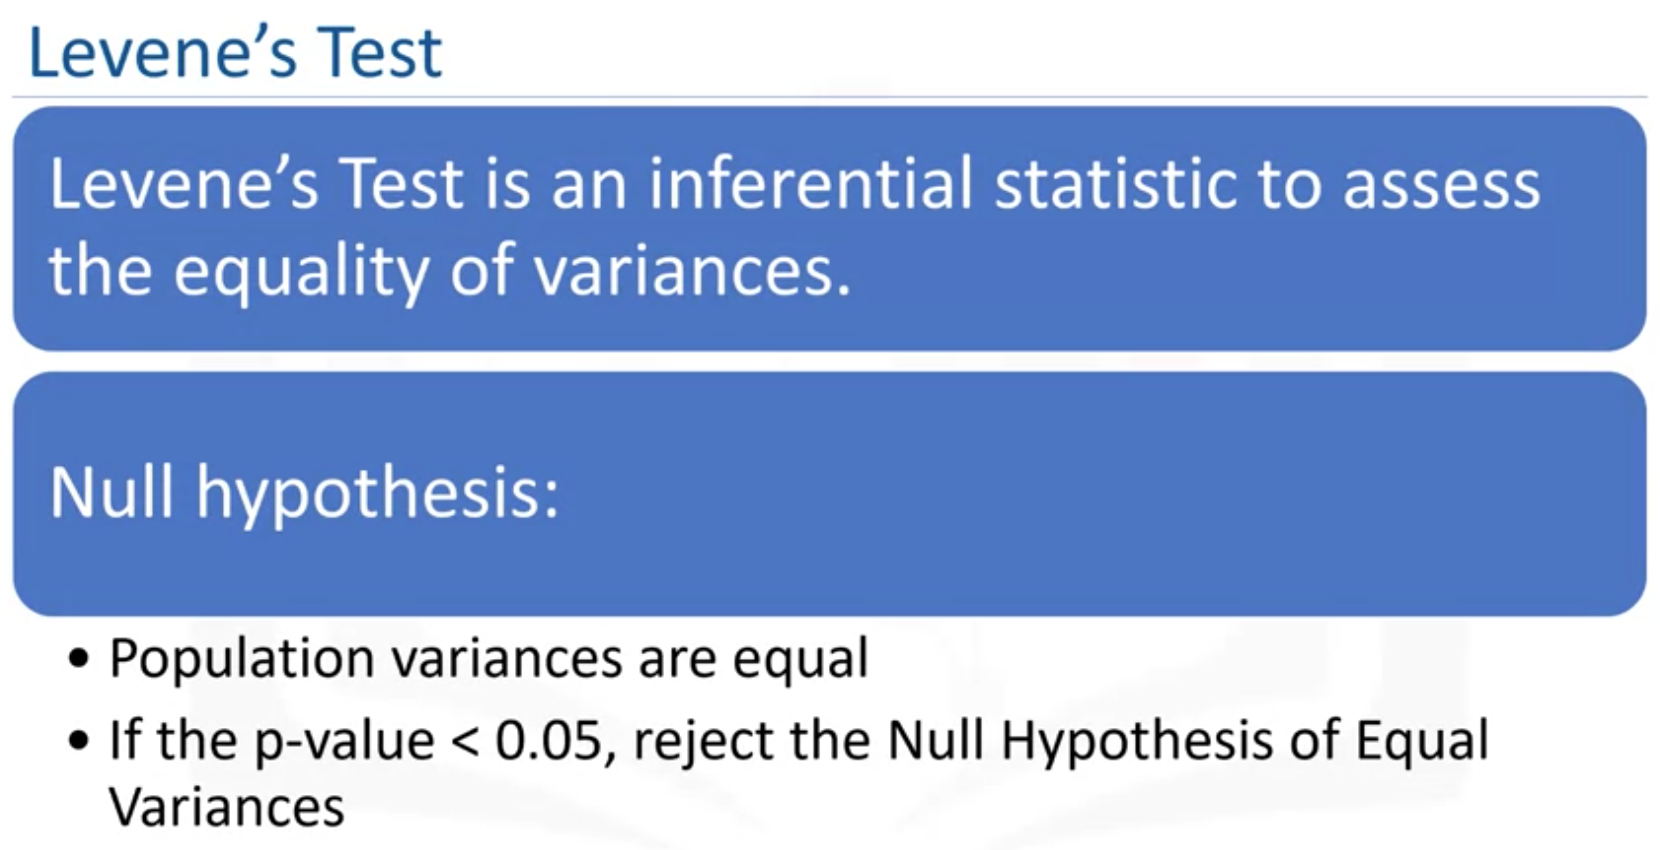 Levene’s Test
Levene’s Test is an inferential statistic to assess
the equality of variances.
Null hypothesis:
• Population variances are equal
• If the p-value < 0.05, reject the Null Hypothesis of Equal
Variances